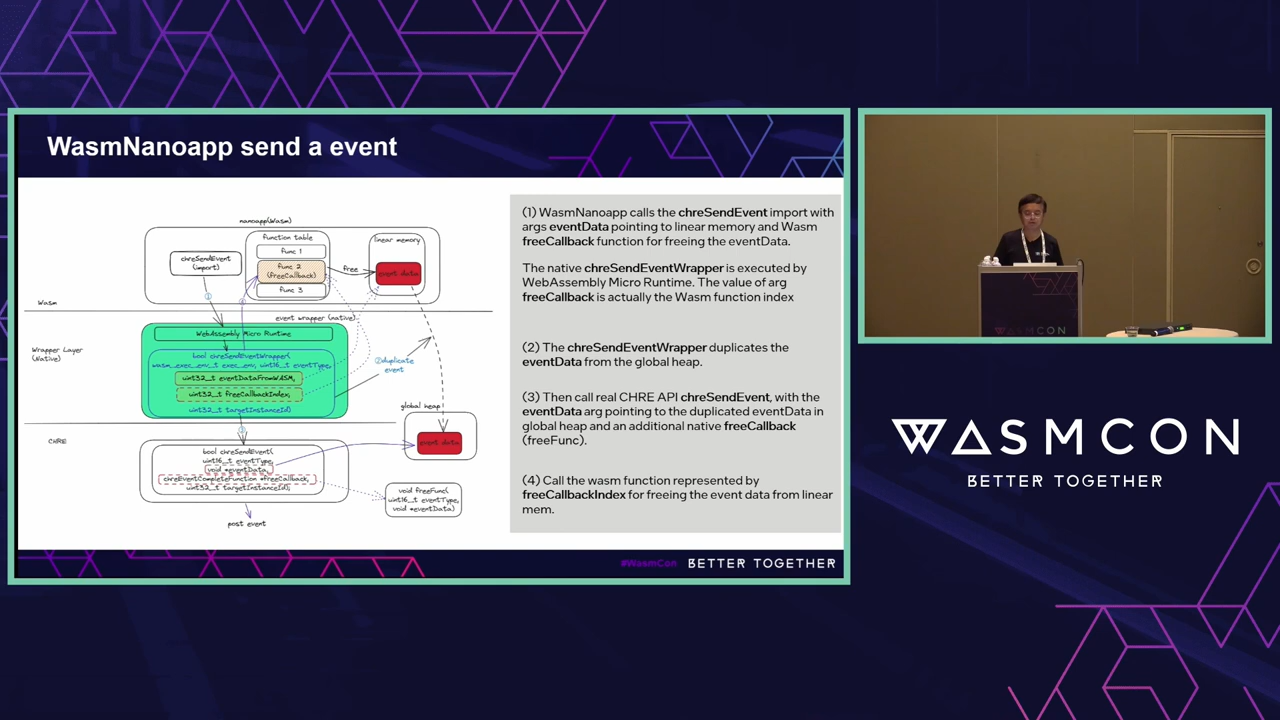 WasmNanoapp send a event
nanoapp(Wasm)
function table
linear memory
func 1
chreSendEvent
(import)
func 2
(freeCallback)
free
event data
func 3
Wasm
event wrapper (native)
WebAssembly Micro Runtime
Wrapper Layer
(Native)
bool chreSendEventWrapper(
wasm_exec_env_t exec_env, uint16_t eventType,
uint32_t eventDataFromWASM,
uint32_t freeCallbackIndex,
uint32_t targetInstanceId)
②duplicate
event
global heap
event data
CHRE
bool chreSendEvent(
uint16_t eventType,
void *eventData,
chreEventCompleteFunction *freeCallback,
uint32_t targetInstanceId);
void freeFunc(
uint16_t eventType,
void *eventData)
post event
(1) WasmNanoapp calls the chreSendEvent import with
args eventData pointing to linear memory and Wasm
freeCallback function for freeing the eventData.
The native chreSendEventWrapper is executed by
WebAssembly Micro Runtime. The value of arg
freeCallback is actually the Wasm function index
(2) The chreSendEventWrapper duplicates the
eventData from the global heap.
(3) Then call real CHRE API chreSendEvent, with the
eventData arg pointing to the duplicated eventData in
global heap and an additional native freeCallback
(freeFunc).
(4) Call the wasm function represented by
freeCallbackIndex for freeing the event data from linear
mem.
#WasmCon BETTER TOGETHER
WASMCON
WASMCON
BETTER TOGETHER